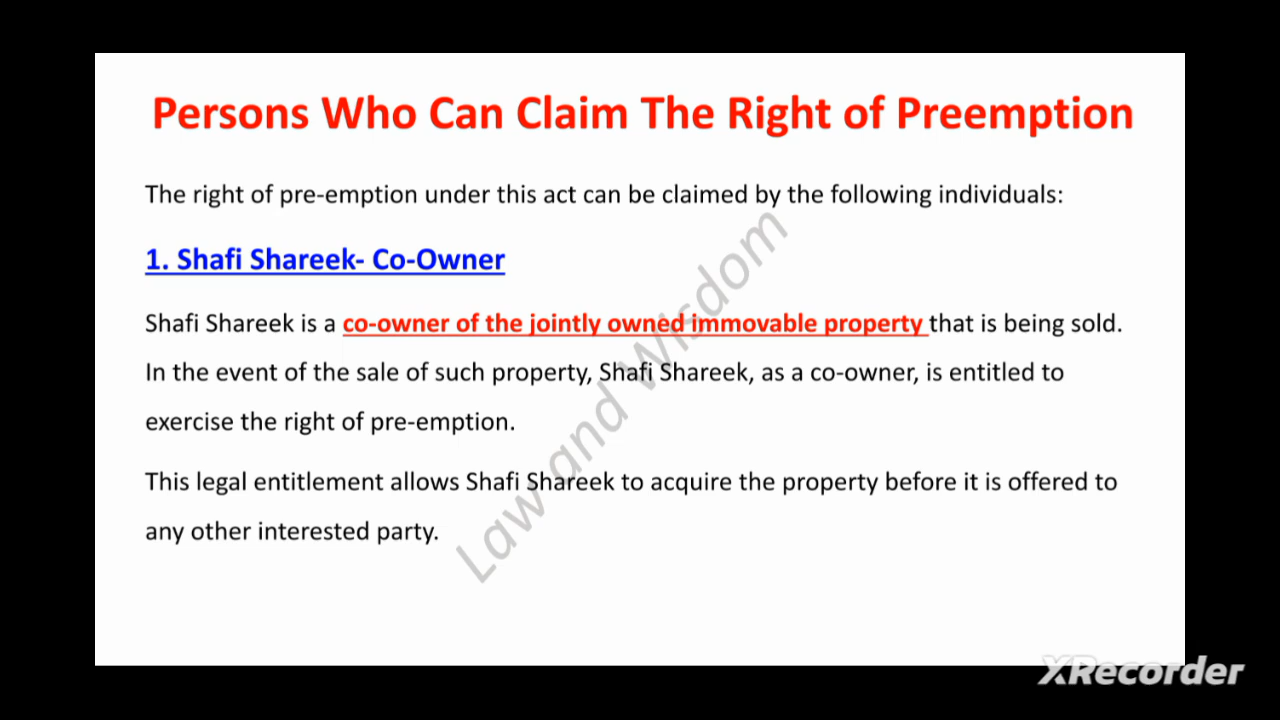 Persons Who Can Claim The Right of Preemption
The right of pre-emption under this act can be claimed by the following individuals:
1. Shafi Shareek- Co-Owner
Shafi Shareek is a co-owner of the jointly owned immovable property that is being sold.
In the event of the sale of such property, Shafi Shareek, as a co-owner, is entitled to
exercise the right of pre-emption.
This legal entitlement allows Shafi Shareek to acquire the property before it is offered to
any other interested party.
Law and Wisdom
XRecorder